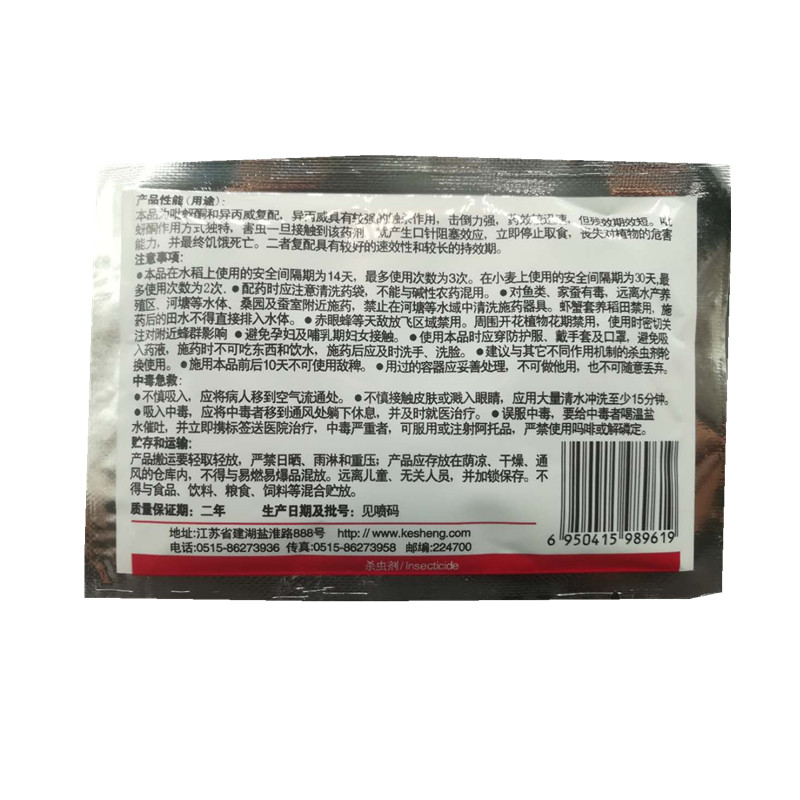 产品性能(用途):
本品为吡蚜酮和异丙威复配，异丙威具有较强的触杀作用，击倒力强，药效迅速，但残效期较短。吡
蚜酮作用方式独特，害虫一旦接触到该药剂，就产生口针阻塞效应，立即停止取食，丧失对植物的危害
能力，并最终饥饿死亡。二者复配具有较好的速效性和较长的持效期。
注意事项:
●本品在水稻上使用的安全间隔期为14天，最多使用次数为3次。在小麦上使用的安全间隔期为30天,最
多使用次数为2次. ●配药时应注意清洗药袋，不能与碱性农药混用。 ●对鱼类、家蚕有毒，远离水产养
殖区、河塘等水体、桑园及蚕室附近施药，禁止在河塘等水域中清洗施药器具。虾蟹套养稻田禁用，施
药后的田水不得直接排入水体。 ●赤眼蜂等天敌放飞区域禁用。周围开花植物花期禁用，使用时密切关
注对附近蜂群影响 ●避免孕妇及哺乳期妇女接触。 ●使用本品时应穿防护服、戴手套及口罩，避免吸
入药液，施药时不可吃东西和饮水，施药后应及时洗手、洗脸。 ●建议与其它不同作用机制的杀虫剂轮
换使用。 ●施用本品前后10天不可使用敌稗。 ●用过的容器应妥善处理，不可做他用，也不可随意丢弃。
中毒急救:
●不慎吸入，应将病人移到空气流通处。 ●不慎接触皮肤或溅入眼睛，应用大量清水冲洗至少15分钟。
●吸入中毒，应将中毒者移到通风处躺下休息，并及时就医治疗。 ●误服中毒，要给中毒者喝温盐
水催吐，并立即携标签送医院治疗，中毒严重者，可服用或注射阿托品，严禁使用吗啡或解磷定。
贮存和运输:
产品搬运要轻取轻放，严禁日晒、雨淋和重压；产品应存放在荫凉、干燥、通
风的仓库内，不得与易燃易爆品混放。远离儿童、无关人员，并加锁保存。不
得与食品、饮料、粮食、饲料等混合贮放。
质量保证期：二年 生产日期及批号：见喷码
地址:江苏省建湖盐淮路888号 http://www.kesheng.com
电话:0515-86273936 传真:0515-86273958 邮编:224700
6 950415 989619
杀虫剂/Insecticide